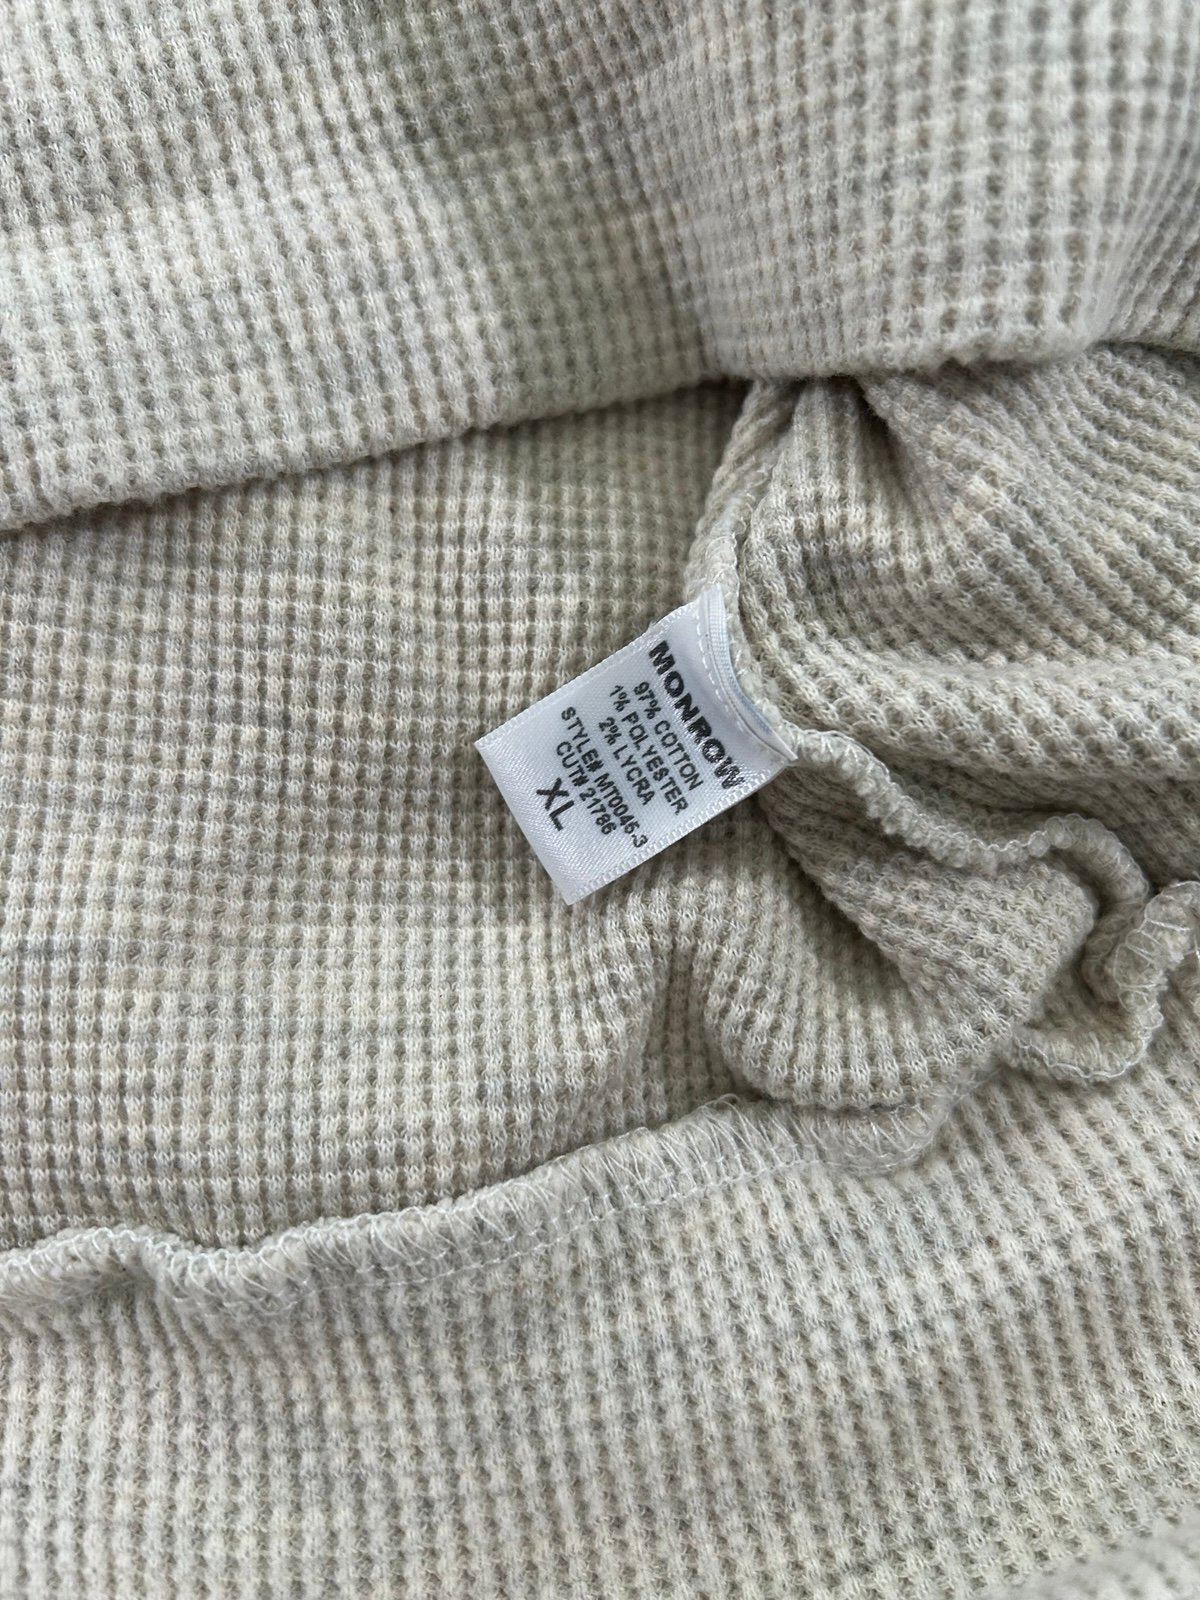 MONROW
97% COTTON
1% POLYESTER
2% LYCRA
STYLE# MT0045.3
CUT# 21786
XL